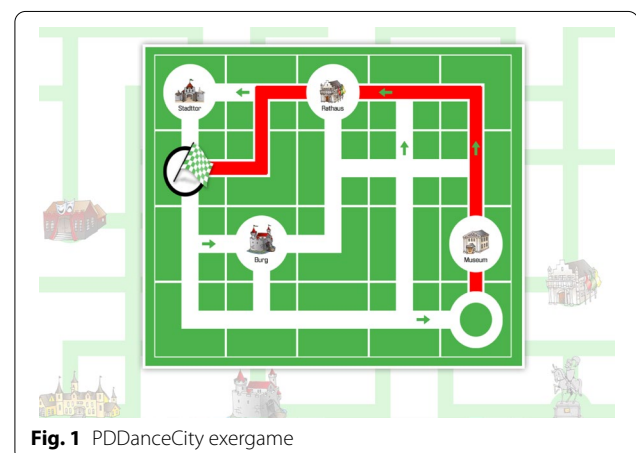 Stadttor
Rathaus
Burg
Museum
Fig. 1 PDDanceCity exergame